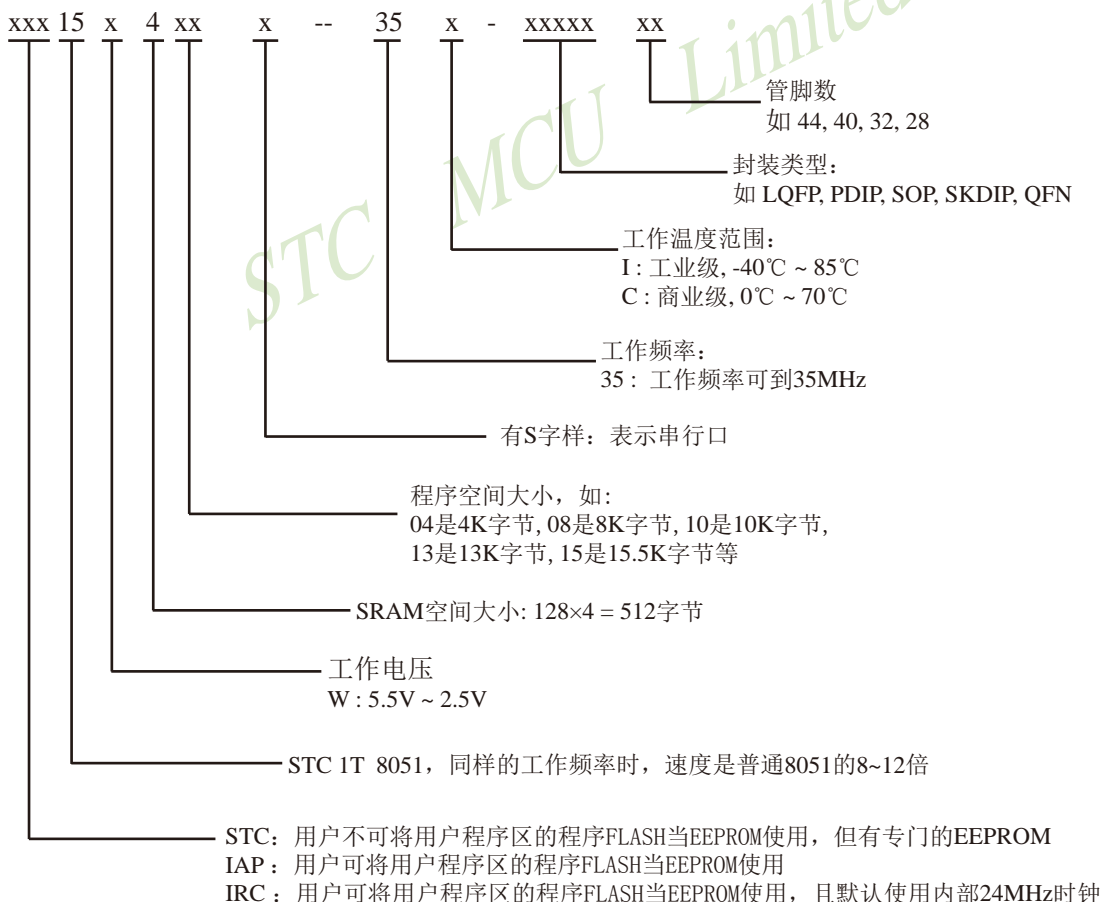 xxx 15 x 4 xx x -- 35 x - xxxxx xx
管脚数
如 44, 40, 32, 28
封装类型：
如 LQFP, PDIP, SOP, SKDIP, QFN
工作温度范围：
I : 工业级, -40℃ ~ 85℃
C : 商业级, 0℃ ~ 70℃
工作频率：
35 : 工作频率可到35MHz
有S字样：表示串行口
程序空间大小，如:
04是4K字节, 08是8K字节, 10是10K字节,
13是13K字节, 15是15.5K字节等
SRAM空间大小: 128×4 = 512字节
工作电压
W : 5.5V ~ 2.5V
STC 1T 8051，同样的工作频率时，速度是普通8051的8~12倍
STC：用户不可将用户程序区的程序FLASH当EEPROM使用，但有专门的EEPROM
IAP：用户可将用户程序区的程序FLASH当EEPROM使用
IRC：用户可将用户程序区的程序FLASH当EEPROM使用，且默认使用内部24MHz时钟
STC MCU Limited